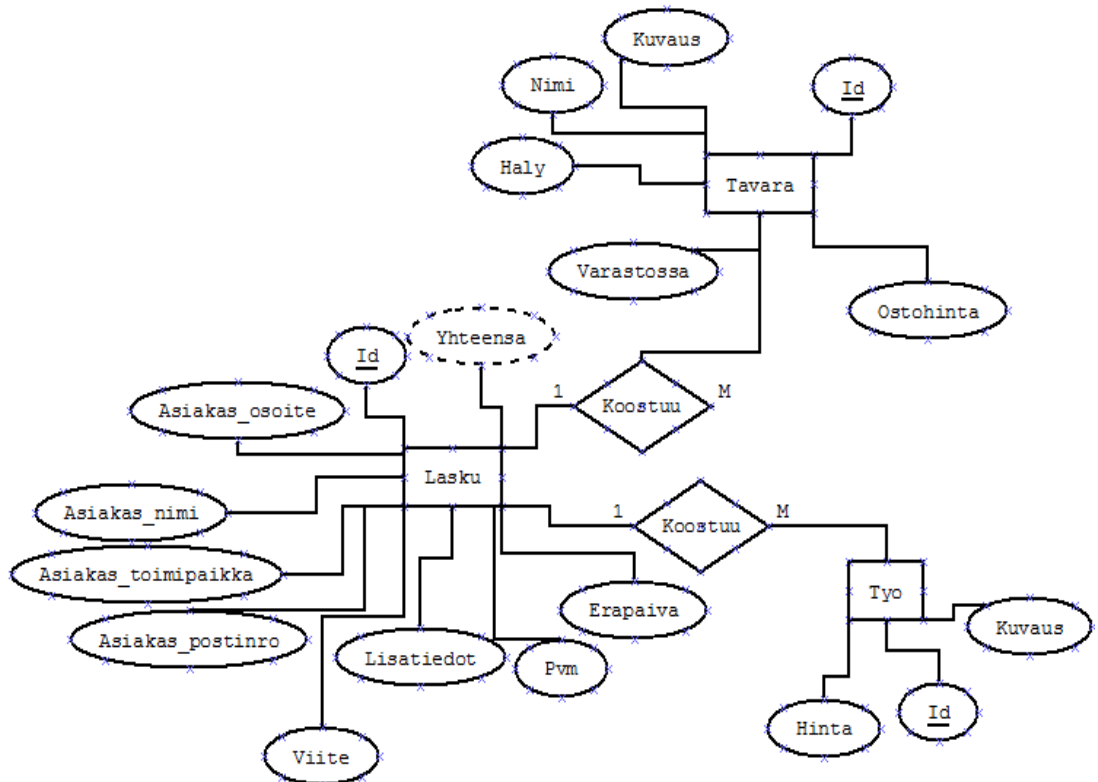 Kuvaus
Nimi
Id
Haly
Tavara
Varastossa
Ostohinta
Yhteensa
Id
Asiakas_osoite
1
Koostuu
M
Lasku
Asiakas_nimi
1
Koostuu
M
Asiakas_toimipaikka
Tyo
Erapaiva
Kuvaus
Asiakas_postinro
Lisatiedot
Pvm
Id
Hinta
Viite